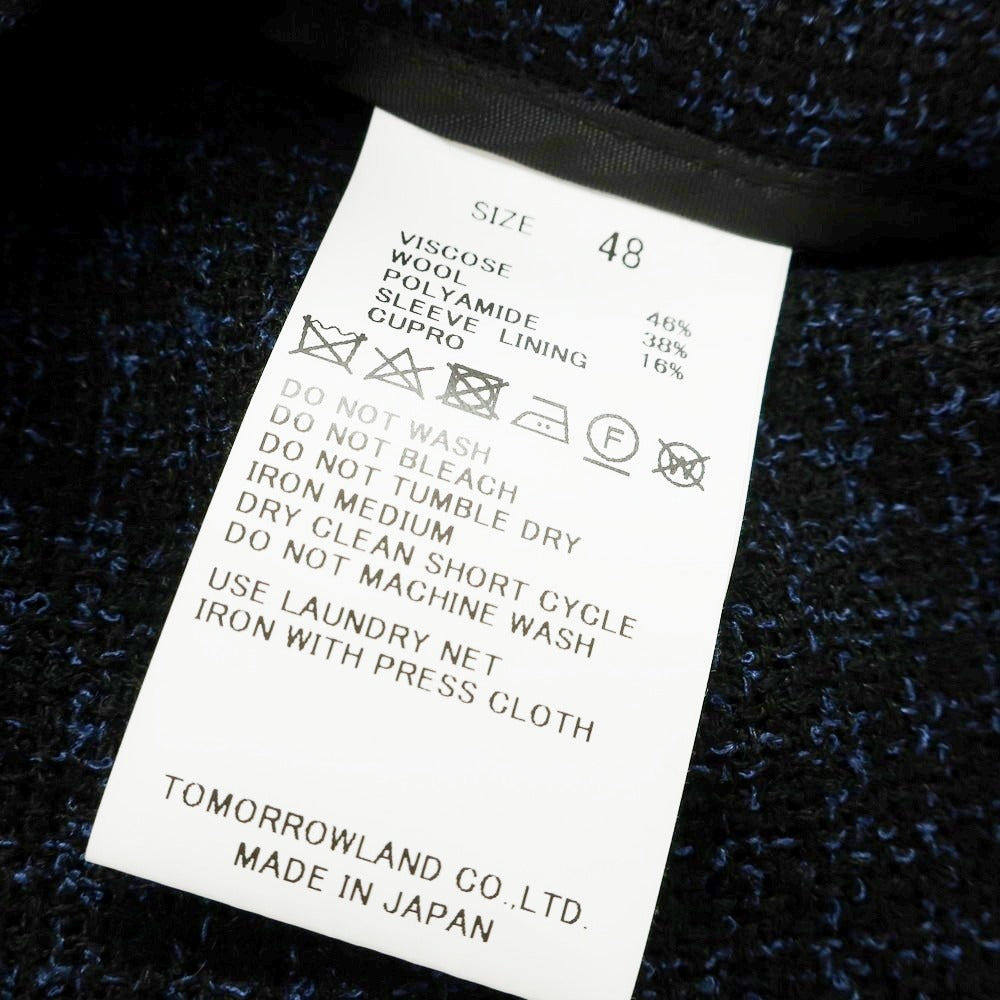 SIZE 48
VISCOSE 46%
WOOL 38%
POLYAMIDE 16%
SLEEVE LINING
CUPRO
F W
DO NOT WASH
DO NOT BLEACH
DO NOT TUMBLE DRY
IRON MEDIUM
DRY CLEAN SHORT CYCLE
DO NOT MACHINE WASH
USE LAUNDRY NET
IRON WITH PRESS CLOTH
TOMORROWLAND CO.,LTD.
MADE IN JAPAN